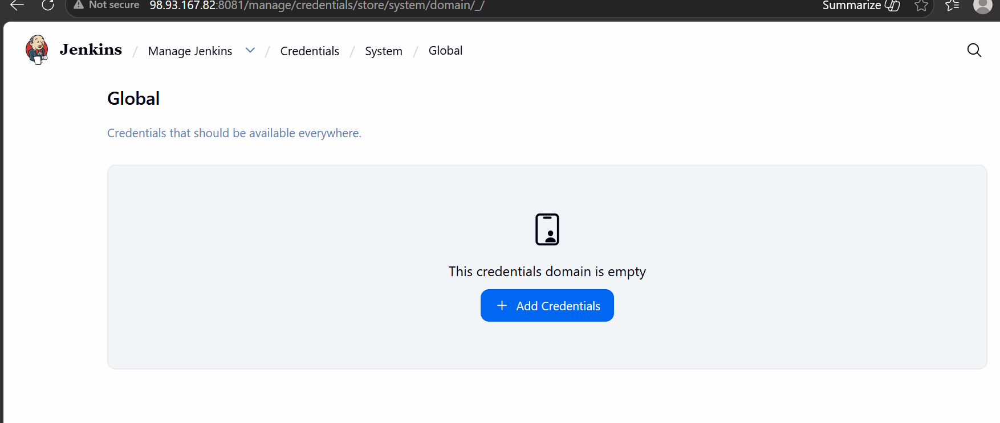 Not secure 98.93.167.82:8081/manage/credentials/store/system/domain/_/ Summarize
Jenkins / Manage Jenkins / Credentials / System / Global
Global
Credentials that should be available everywhere.
This credentials domain is empty
+ Add Credentials